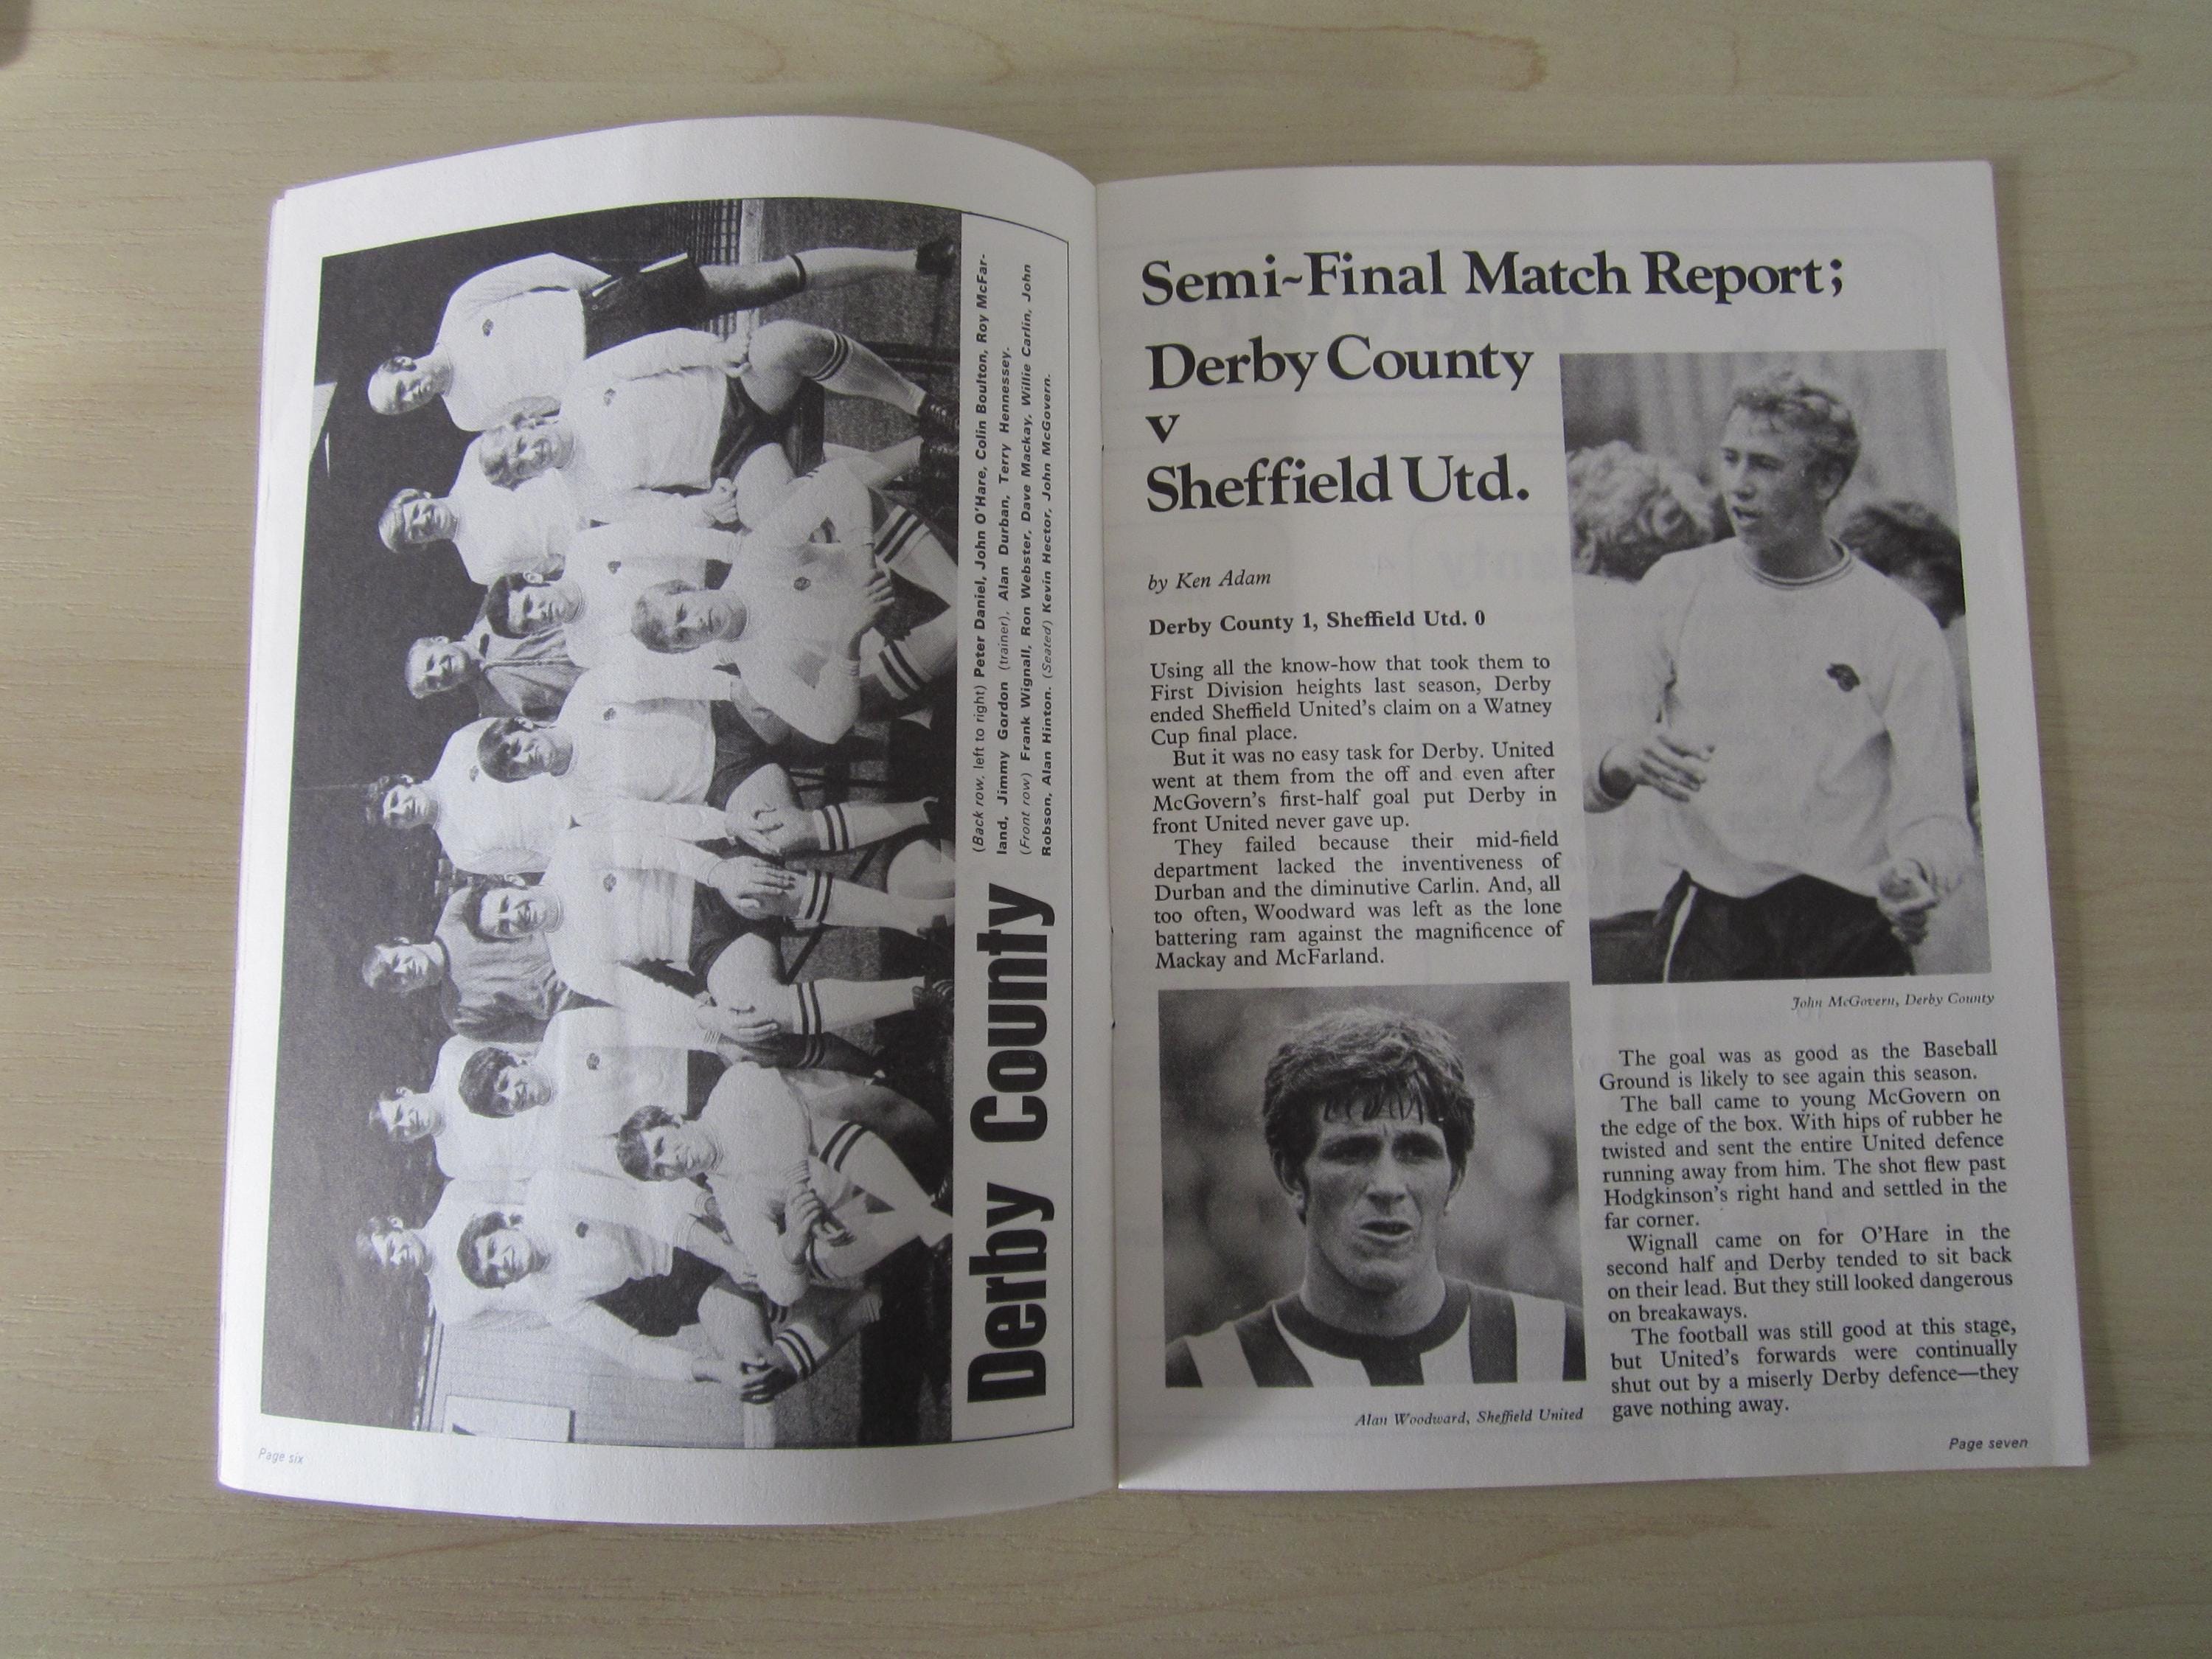 Derby County
(Back row, left to right) Peter Daniel, John O'Hare, Colin Boulton, Roy McFar-
land, Jimmy Gordon (trainer), Alan Durban, Terry Hennessey.
(Front row) Frank Wignall, Ron Webster, Dave Mackay, Willie Carlin, John
Robson, Alan Hinton. (Seated) Kevin Hector, John McGovern.
Page six
Semi-Final Match Report;
Derby County
v
Sheffield Utd.
by Ken Adam
Derby County 1, Sheffield Utd. 0
Using all the know-how that took them to
First Division heights last season, Derby
ended Sheffield United's claim on a Watney
Cup final place.
But it was no easy task for Derby. United
went at them from the off and even after
McGovern's first-half goal put Derby in
front United never gave up.
They failed because their mid-field
department lacked the inventiveness of
Durban and the diminutive Carlin. And, all
too often, Woodward was left as the lone
battering ram against the magnificence of
Mackay and McFarland.
Alan Woodward, Sheffield United
John McGovern, Derby County
The goal was as good as the Baseball
Ground is likely to see again this season.
The ball came to young McGovern on
the edge of the box. With hips of rubber he
twisted and sent the entire United defence
running away from him. The shot flew past
Hodgkinson's right hand and settled in the
far corner.
Wignall came on for O'Hare in the
second half and Derby tended to sit back
on their lead. But they still looked dangerous
on breakaways.
The football was still good at this stage,
but United's forwards were continually
shut out by a miserly Derby defence—they
gave nothing away.
Page seven